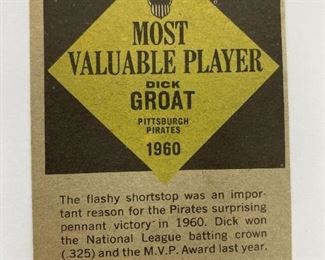 MOST
VALUABLE PLAYER
DICK
GROAT
PITTSBURGH
PIRATES
1960
The flashy shortstop was an impor-
tant reason for the Pirates surprising
pennant victory in 1960. Dick won
the National League batting crown
(.325) and the M.V.P. Award last year.